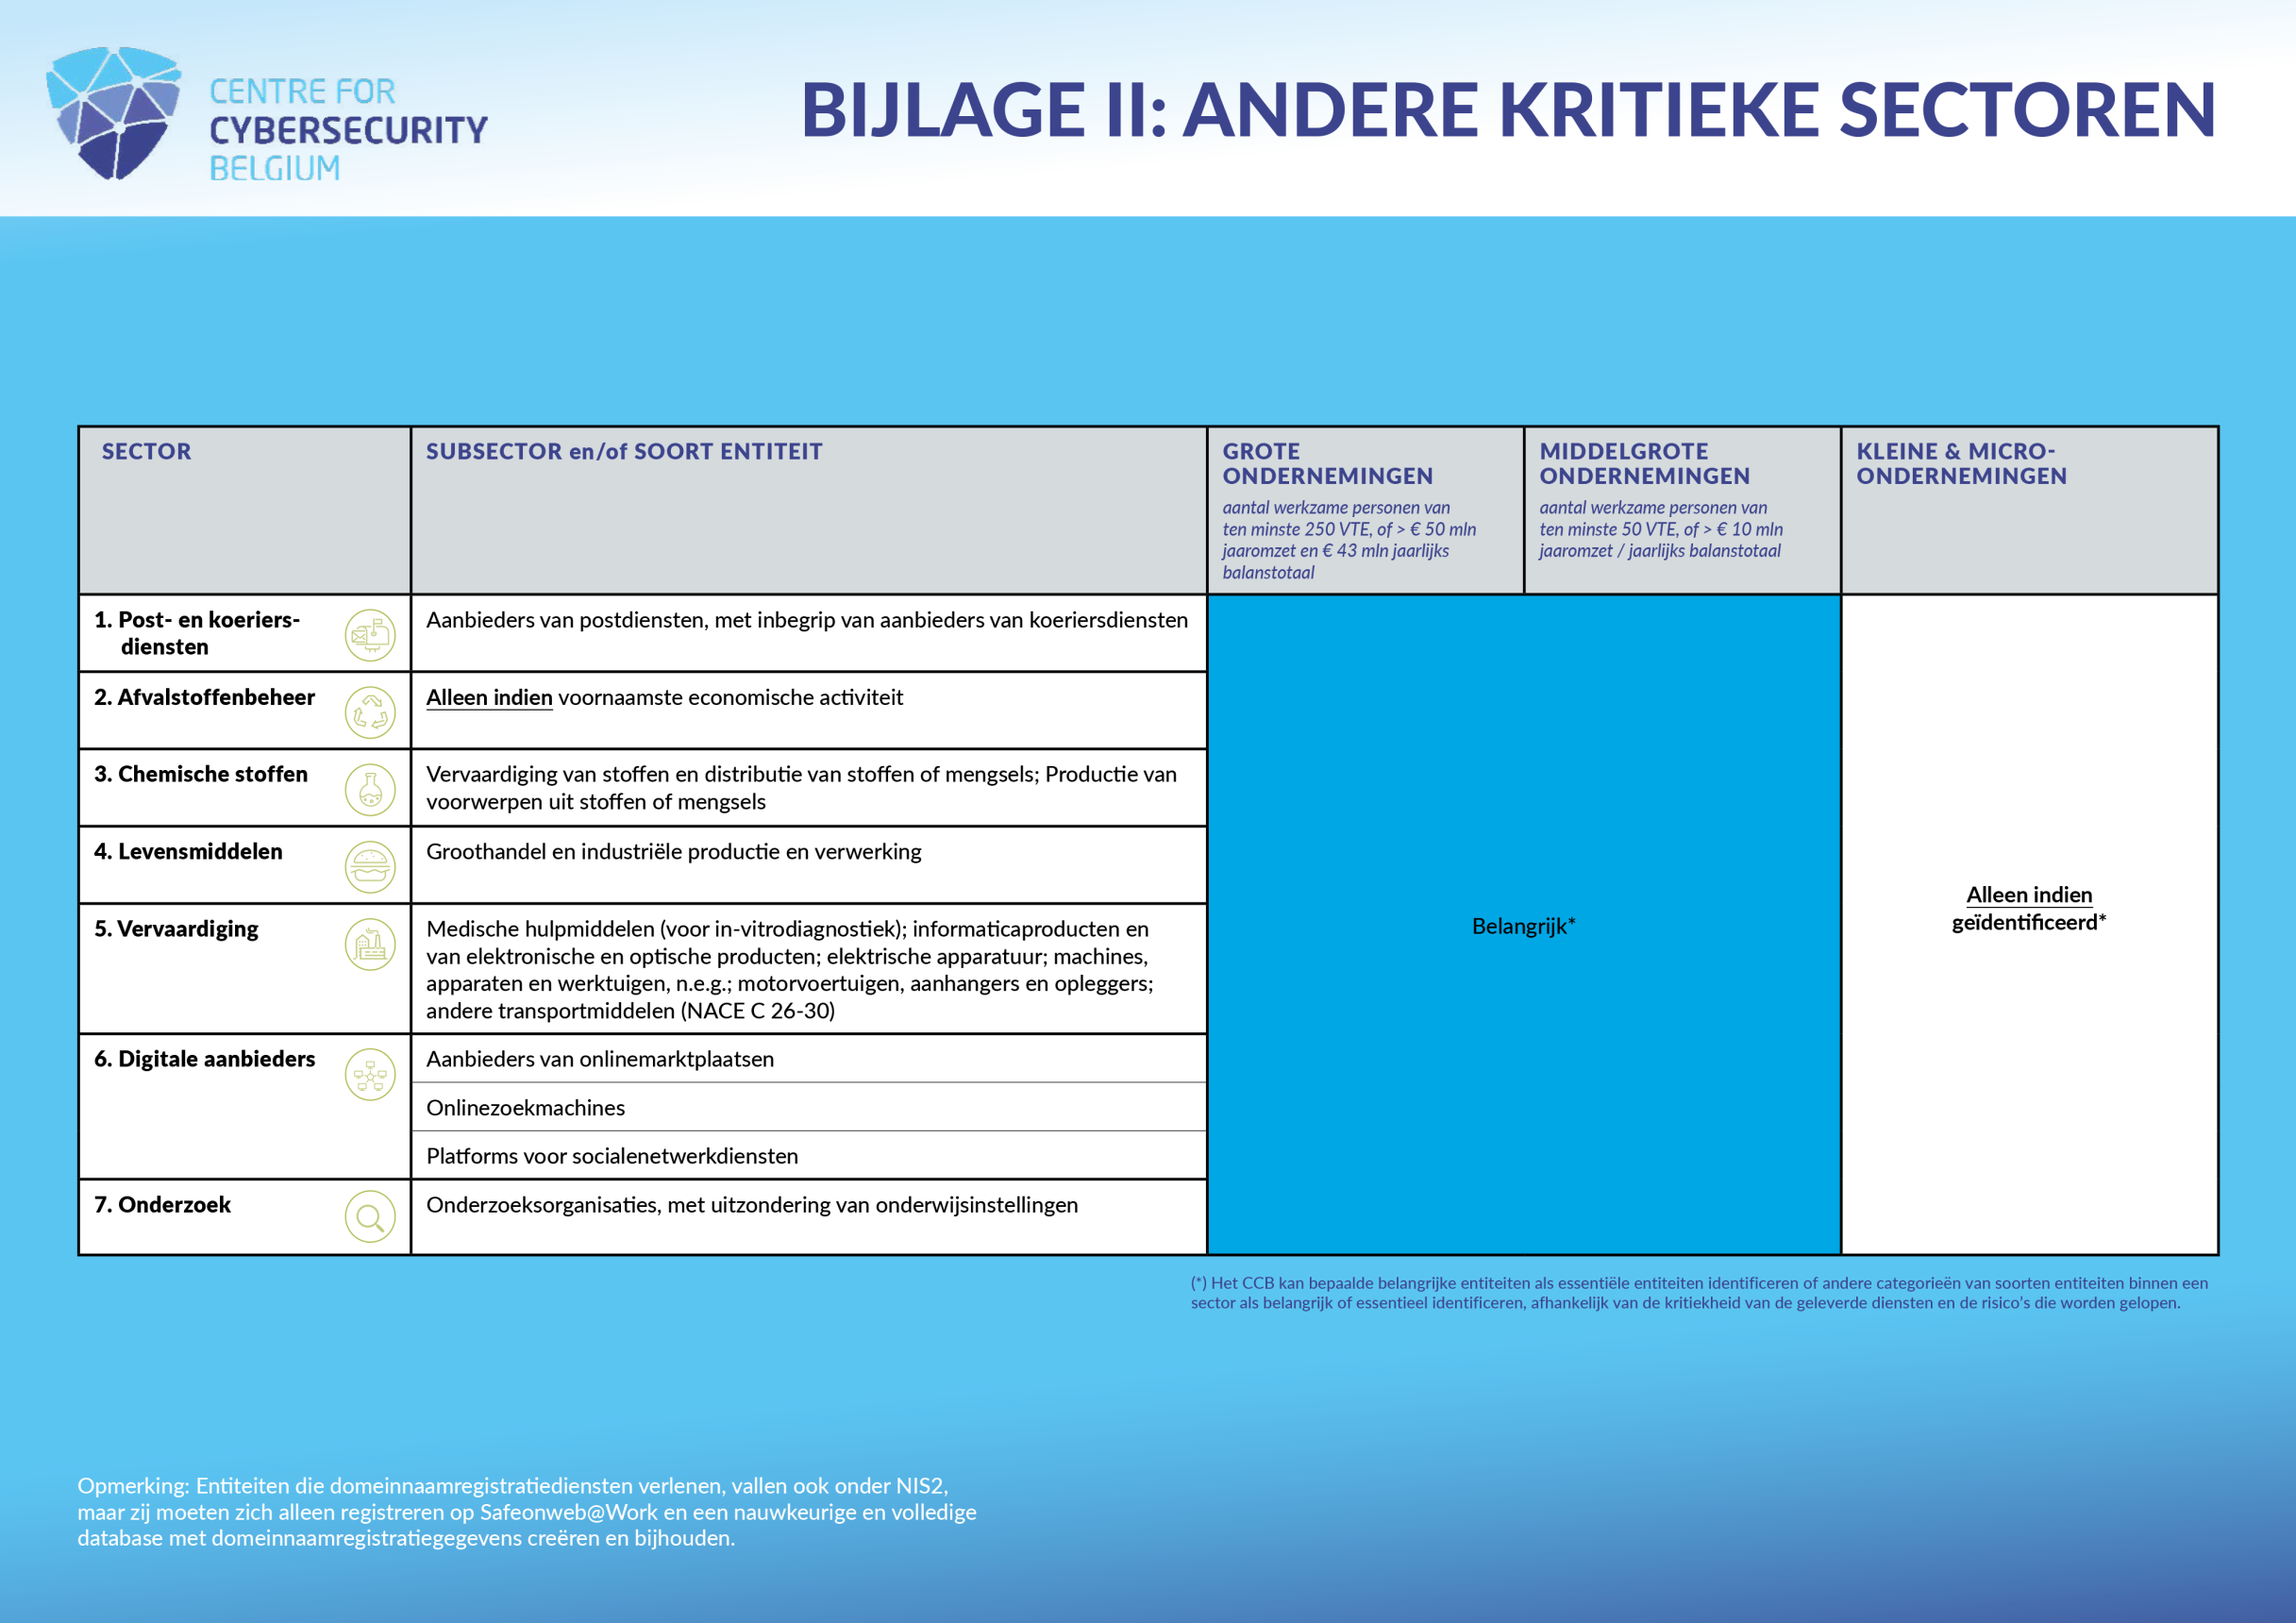 CENTRE FOR
CYBERSECURITY
BELGIUM
BIJLAGE II: ANDERE KRITIEKE SECTOREN
SECTOR
SUBSECTOR en/of SOORT ENTITEIT
GROTE
ONDERNEMINGEN
aantal werkzame personen van
ten minste 250 VTE, of > € 50 mln
jaaromzet en € 43 mln jaarlijks
balanstotaal
MIDDELGROTE
ONDERNEMINGEN
aantal werkzame personen van
ten minste 50 VTE, of > € 10 mln
jaaromzet / jaarlijks balanstotaal
KLEINE & MICRO-
ONDERNEMINGEN
1. Post- en koeriers-
diensten
Aanbieders van postdiensten, met inbegrip van aanbieders van koeriersdiensten
2. Afvalstoffenbeheer
Alleen indien voornaamste economische activiteit
3. Chemische stoffen
Vervaardiging van stoffen en distributie van stoffen of mengsels; Productie van
voorwerpen uit stoffen of mengsels
4. Levensmiddelen
Groothandel en industriële productie en verwerking
5. Vervaardiging
Medische hulpmiddelen (voor in-vitrodiagnostiek); informaticaproducten en
van elektronische en optische producten; elektrische apparatuur; machines,
apparaten en werktuigen, n.e.g.; motorvoertuigen, aanhangers en opleggers;
andere transportmiddelen (NACE C 26-30)
6. Digitale aanbieders
Aanbieders van onlinemarktplaatsen
Onlinezoekmachines
Platforms voor socialenetwerkdiensten
7. Onderzoek
Onderzoeksorganisaties, met uitzondering van onderwijsinstellingen
Belangrijk*
Alleen indien
geïdentificeerd*
(*) Het CCB kan bepaalde belangrijke entiteiten als essentiële entiteiten identificeren of andere categorieën van soorten entiteiten binnen een
sector als belangrijk of essentieel identificeren, afhankelijk van de kritiekheid van de geleverde diensten en de risico's die worden gelopen.
Opmerking: Entiteiten die domeinnaamregistratiediensten verlenen, vallen ook onder NIS2,
maar zij moeten zich alleen registreren op Safeonweb@Work en een nauwkeurige en volledige
database met domeinnaamregistratiegegevens creëren en bijhouden.